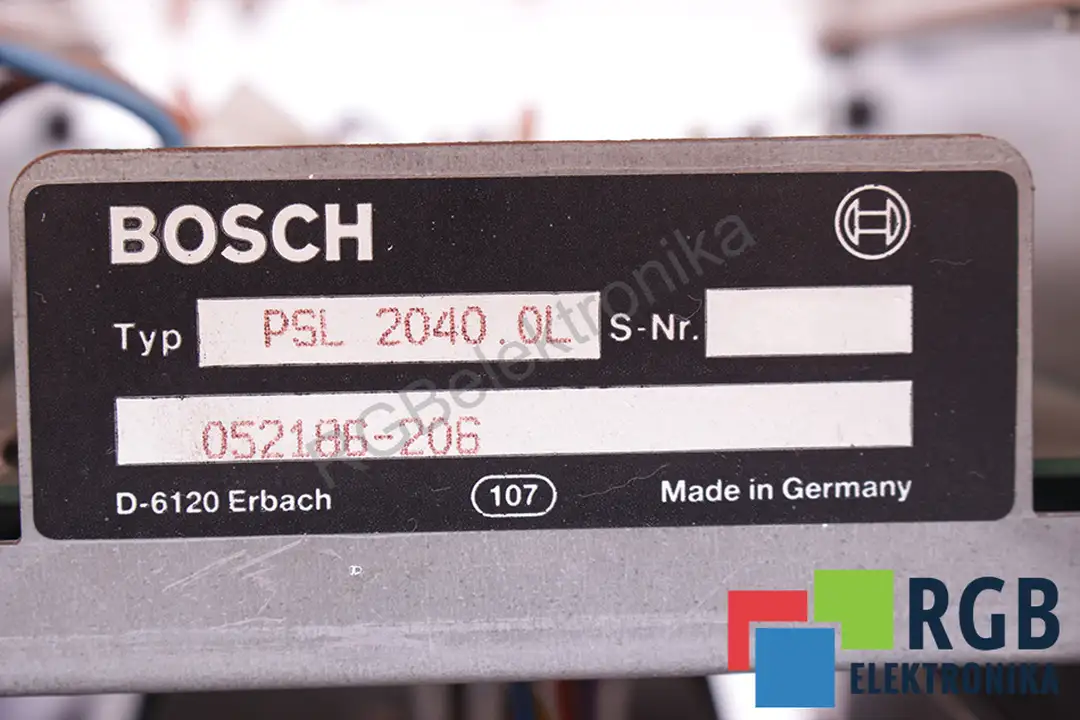 BOSCH
Typ PSL 2040.0L S-Nr.
052186-206
D-6120 Erbach 107 Made in Germany
RGBelektronika
RGB
ELEKTRONIKA